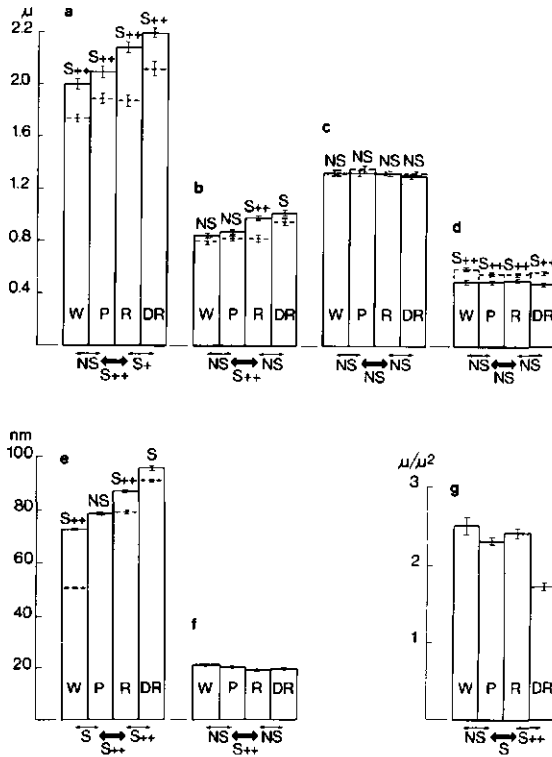 μ
a
2.2
2.0
1.6
1.2
0.8
0.4
S++ S++ S++ S++
W P R DR
NS S+
S++
b
NS NS S++ S
W P R DR
NS NS
S++
c
NS NS NS NS
W P R DR
NS NS
NS
d
S++ S++ S++ S++
W P R DR
NS NS
NS
nm
e
100
80
60
40
20
S++ NS S++ S
W P R DR
S S++
S++
f
W P R DR
NS NS
S++
μ/μ2
g
3
2
1
W P R DR
NS S++
S